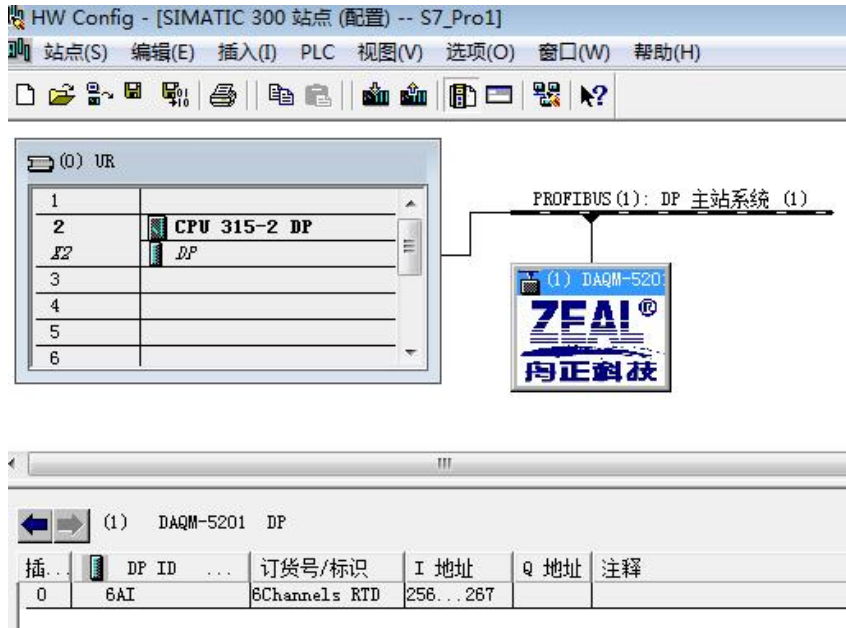 HW Config - [SIMATIC 300 站点 (配置) -- S7_Pro1]
站点(S) 编辑(E) 插入(I) PLC 视图(V) 选项(O) 窗口(W) 帮助(H)
(0) UR
1
2 CPU 315-2 DP
X2 DP
3
4
5
6
PROFIBUS(1): DP 主站系统 (1)
(1) DAQM-520
ZEAL®
舟正科技
(1) DAQM-5201 DP
插... DP ID ... 订货号/标识 I 地址 Q 地址 注释
0 6AI 6Channels RTD 256...267